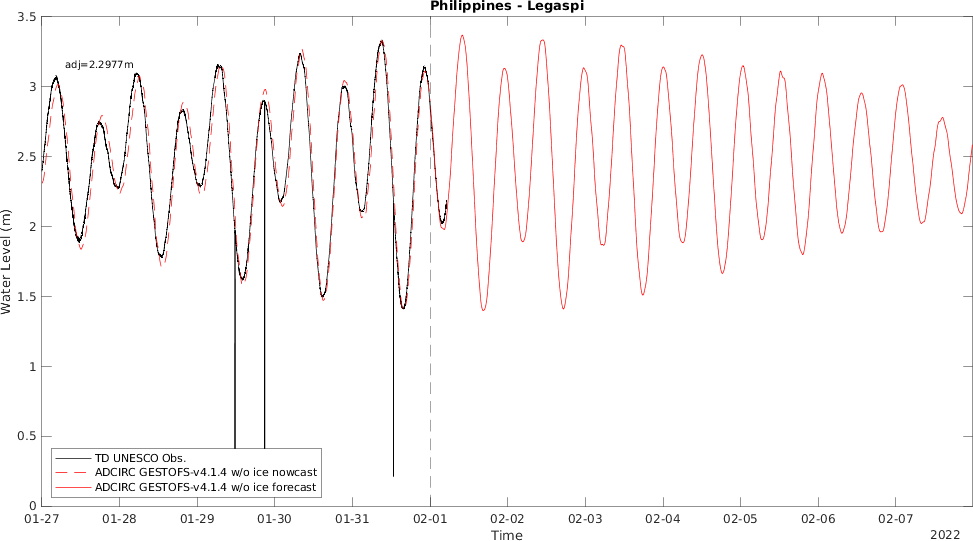 Philippines - Legaspi
3.5
3
2.5
2
1.5
1
0.5
0
Water Level (m)
adj=2.2977m
TD UNESCO Obs.
ADCIRC GESTOFS-v4.1.4 w/o ice nowcast
ADCIRC GESTOFS-v4.1.4 w/o ice forecast
01-27 01-28 01-29 01-30 01-31 02-01 02-02 02-03 02-04 02-05 02-06 02-07
Time
2022